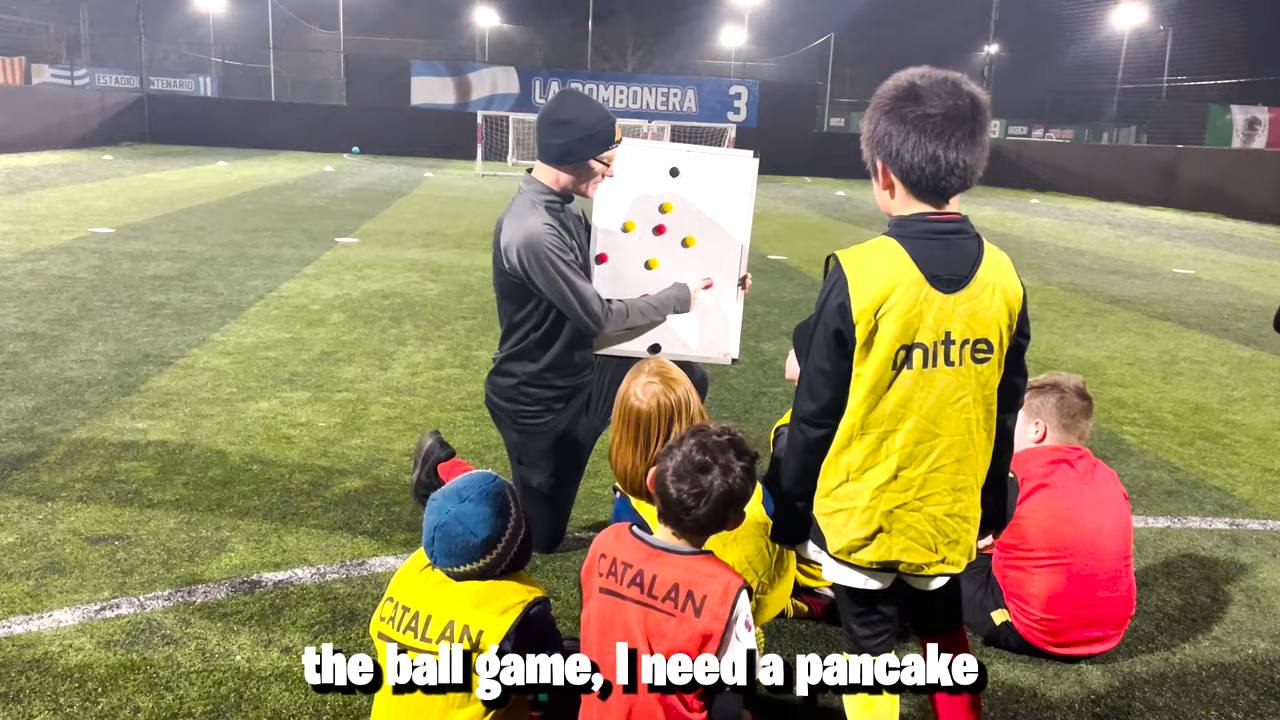 ESTADIO CENTENARIO
LA BOMBONERA 3
mitre
CATALAN
CATALAN
the ball game, I need a pancake